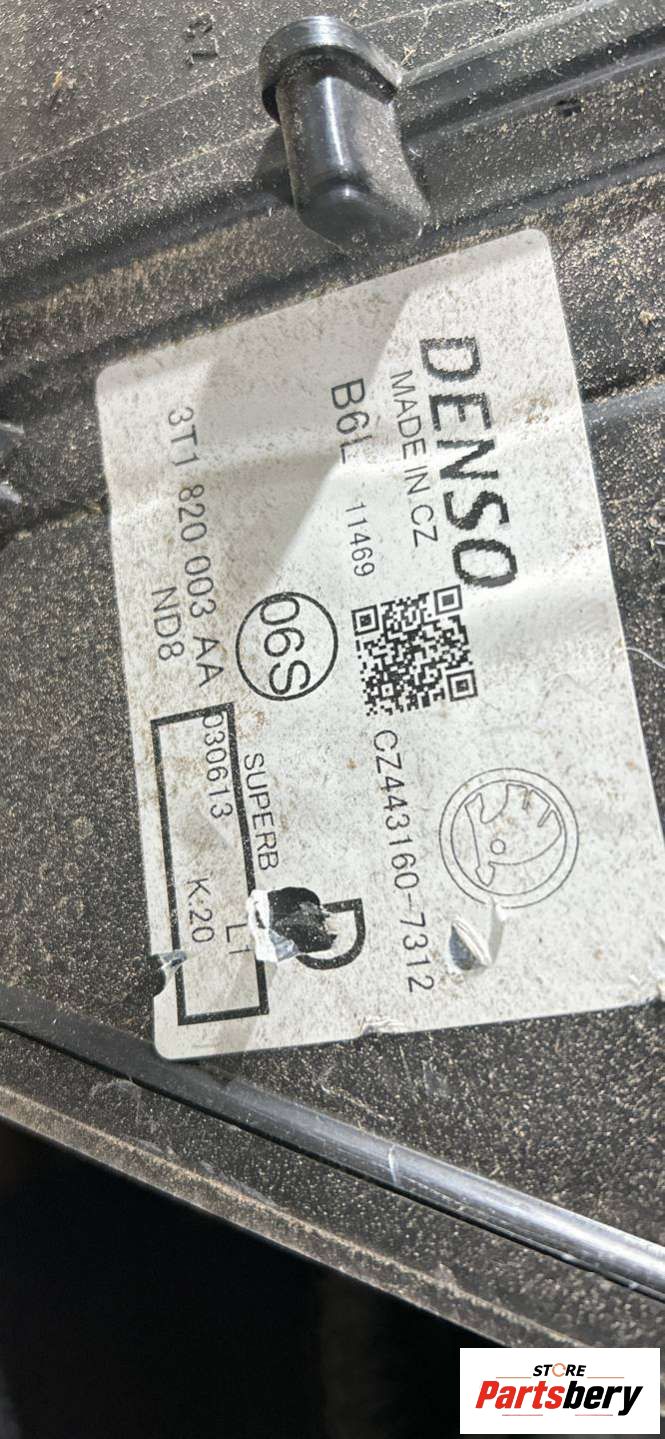 CZ
DENSO
MADE IN CZ
B6L 11469
CZ443160-7312
06S
3T1 820 003 AA
ND8
SUPERB
D
030613 L1
K:20
STORE
Partsbery